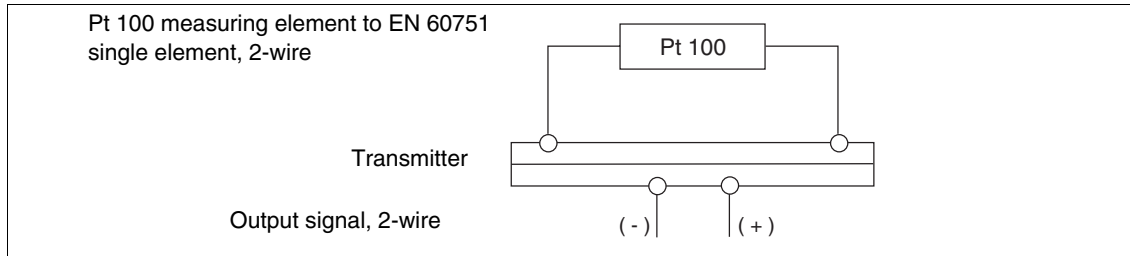 Pt 100 measuring element to EN 60751
single element, 2-wire
Pt 100
Transmitter
Output signal, 2-wire
( - )
( + )